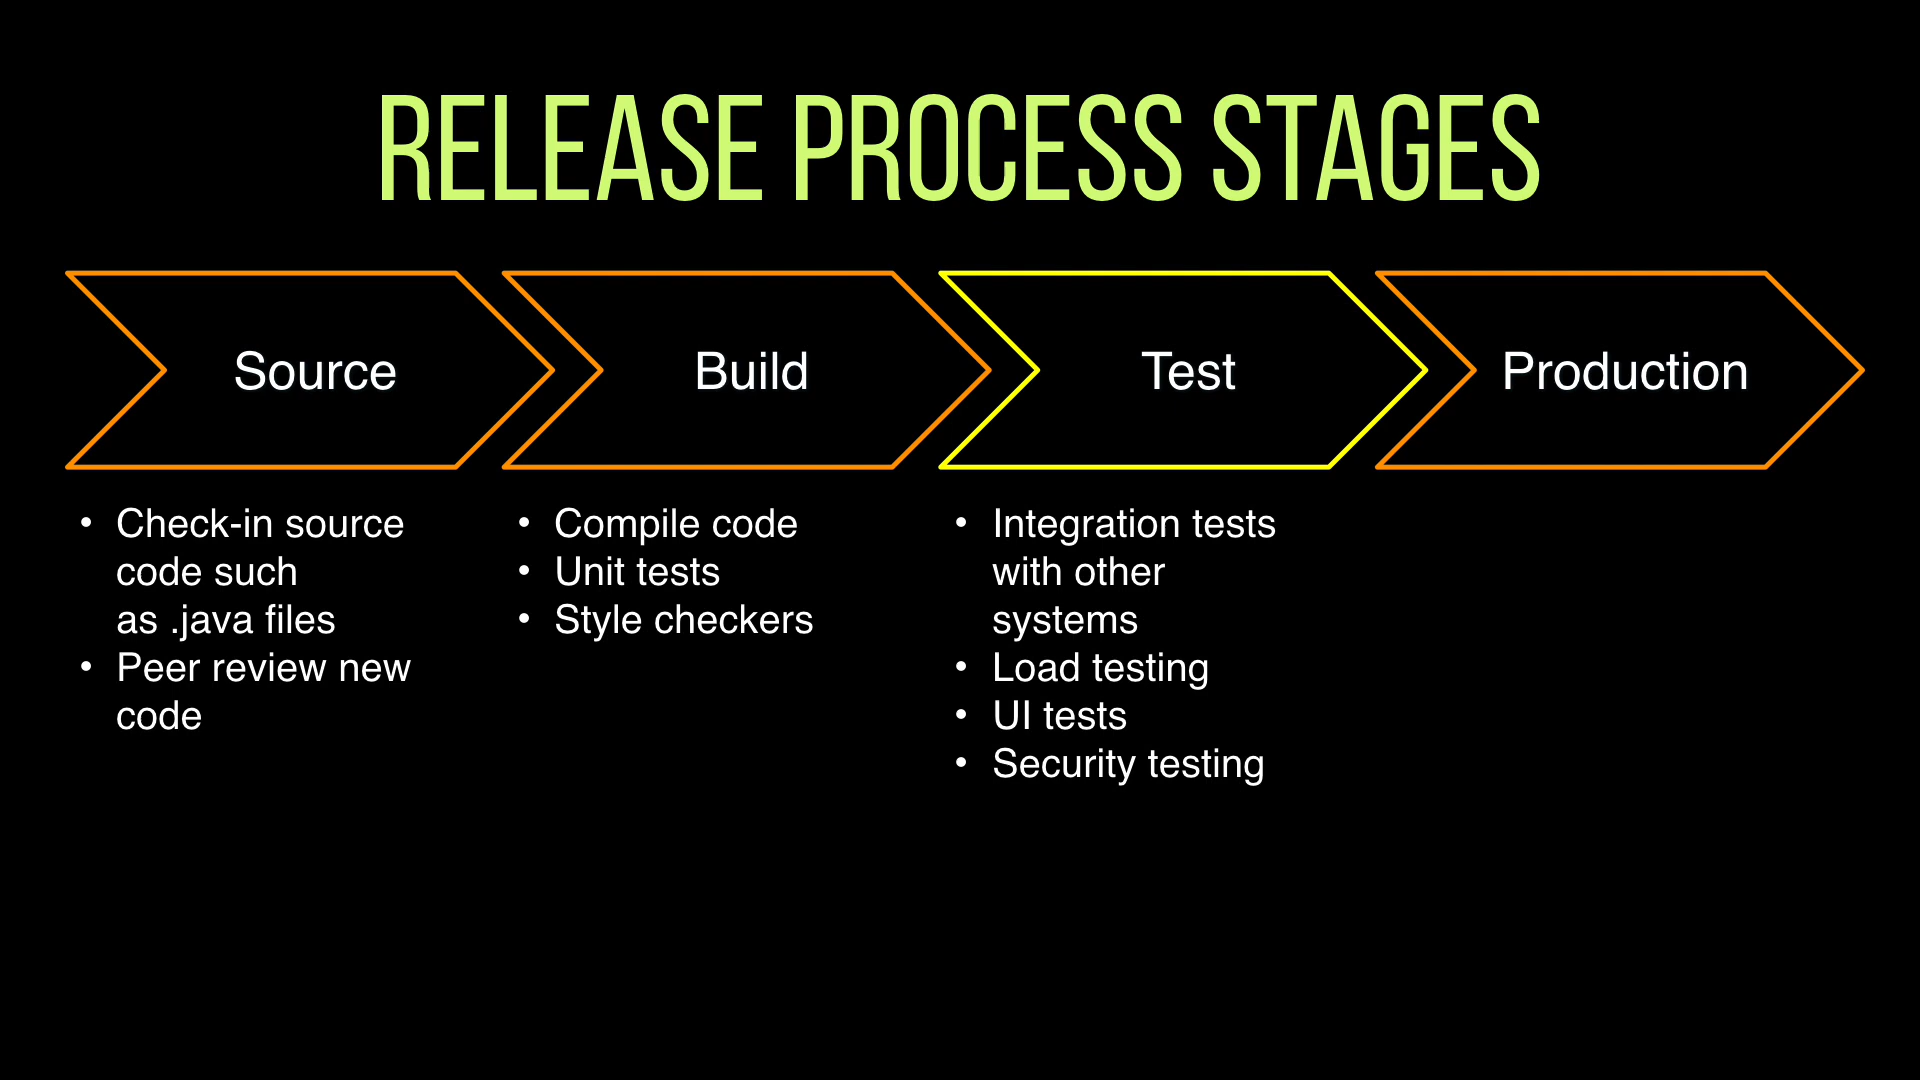 RELEASE PROCESS STAGES
Source
Build
Test
Production
• Check-in source
code such
as .java files
• Peer review new
code
• Compile code
• Unit tests
• Style checkers
• Integration tests
with other
systems
• Load testing
• UI tests
• Security testing